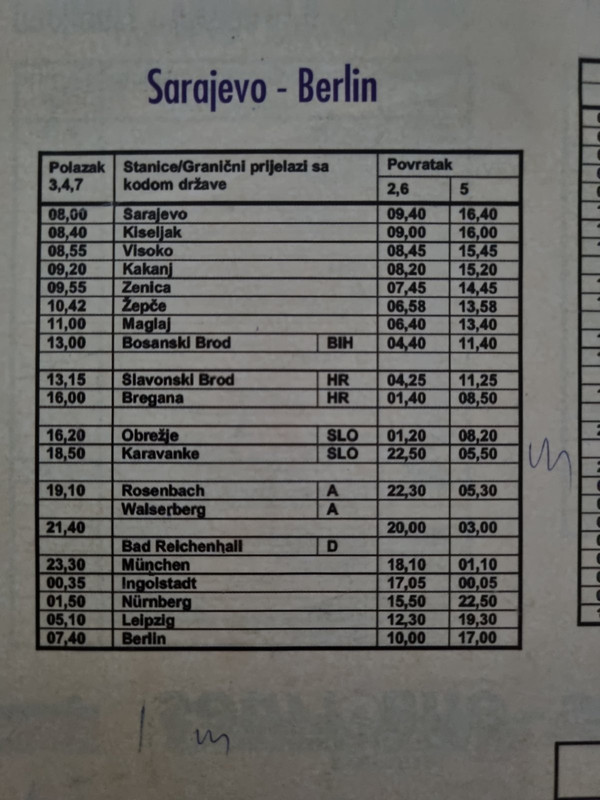 Sarajevo - Berlin
Polazak Stanice/Granični prijelazi sa Povratak
3,4,7 kodom države 2,6 5
08,00 Sarajevo 09,40 16,40
08,40 Kiseljak 09,00 16,00
08,55 Visoko 08,45 15,45
09,20 Kakanj 08,20 15,20
09,55 Zenica 07,45 14,45
10,42 Žepče 06,58 13,58
11,00 Maglaj 06,40 13,40
13,00 Bosanski Brod BIH 04,40 11,40
13,15 Slavonski Brod HR 04,25 11,25
16,00 Bregana HR 01,40 08,50
16,20 Obrežje SLO 01,20 08,20
18,50 Karavanke SLO 22,50 05,50
19,10 Rosenbach A 22,30 05,30
Walserberg A
21,40 20,00 03,00
Bad Reichenhall D
23,30 München 18,10 01,10
00,35 Ingolstadt 17,05 00,05
01,50 Nürnberg 15,50 22,50
05,10 Leipzig 12,30 19,30
07,40 Berlin 10,00 17,00